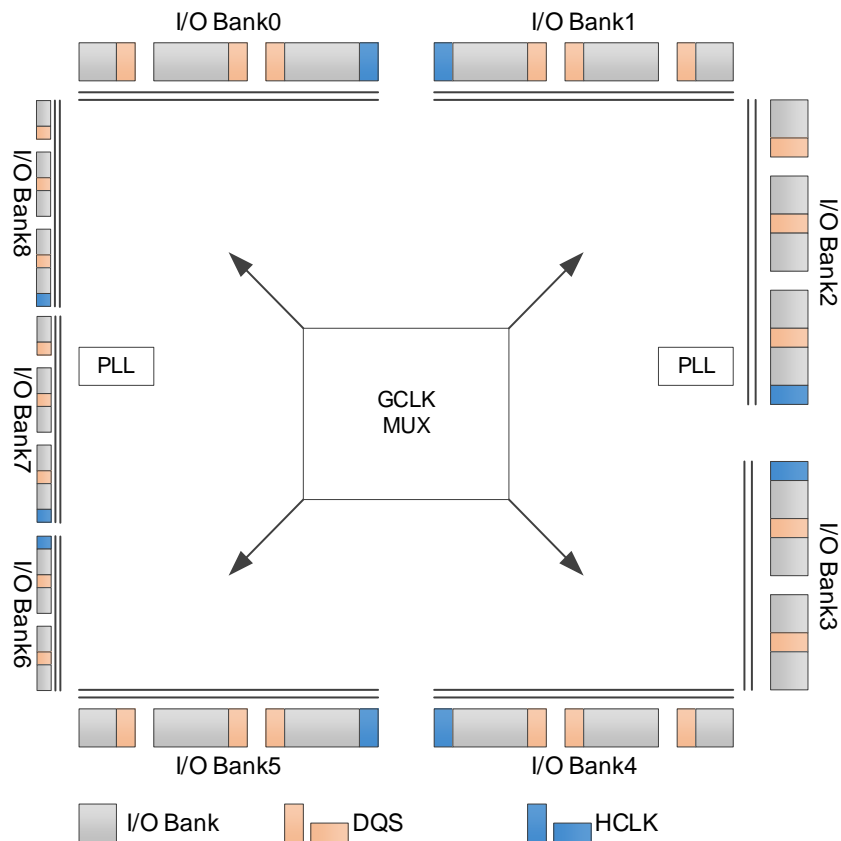 I/O Bank0
I/O Bank1
I/O Bank8
I/O Bank2
PLL
PLL
GCLK
MUX
I/O Bank7
I/O Bank3
I/O Bank6
I/O Bank5
I/O Bank4
I/O Bank
DQS
HCLK